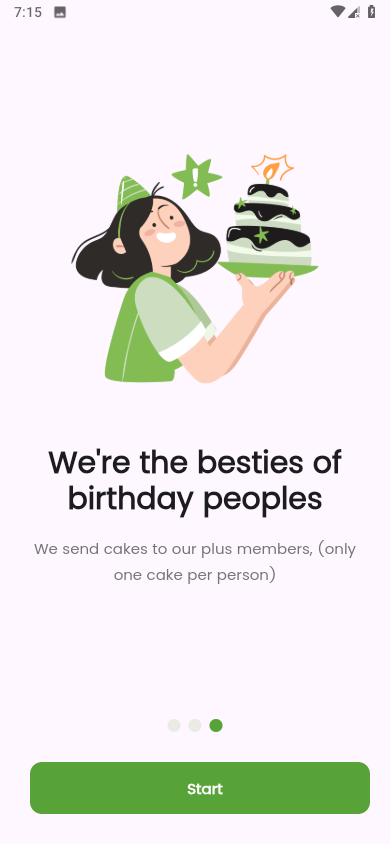 7:15
!
We're the besties of
birthday peoples
We send cakes to our plus members, (only
one cake per person)
Start